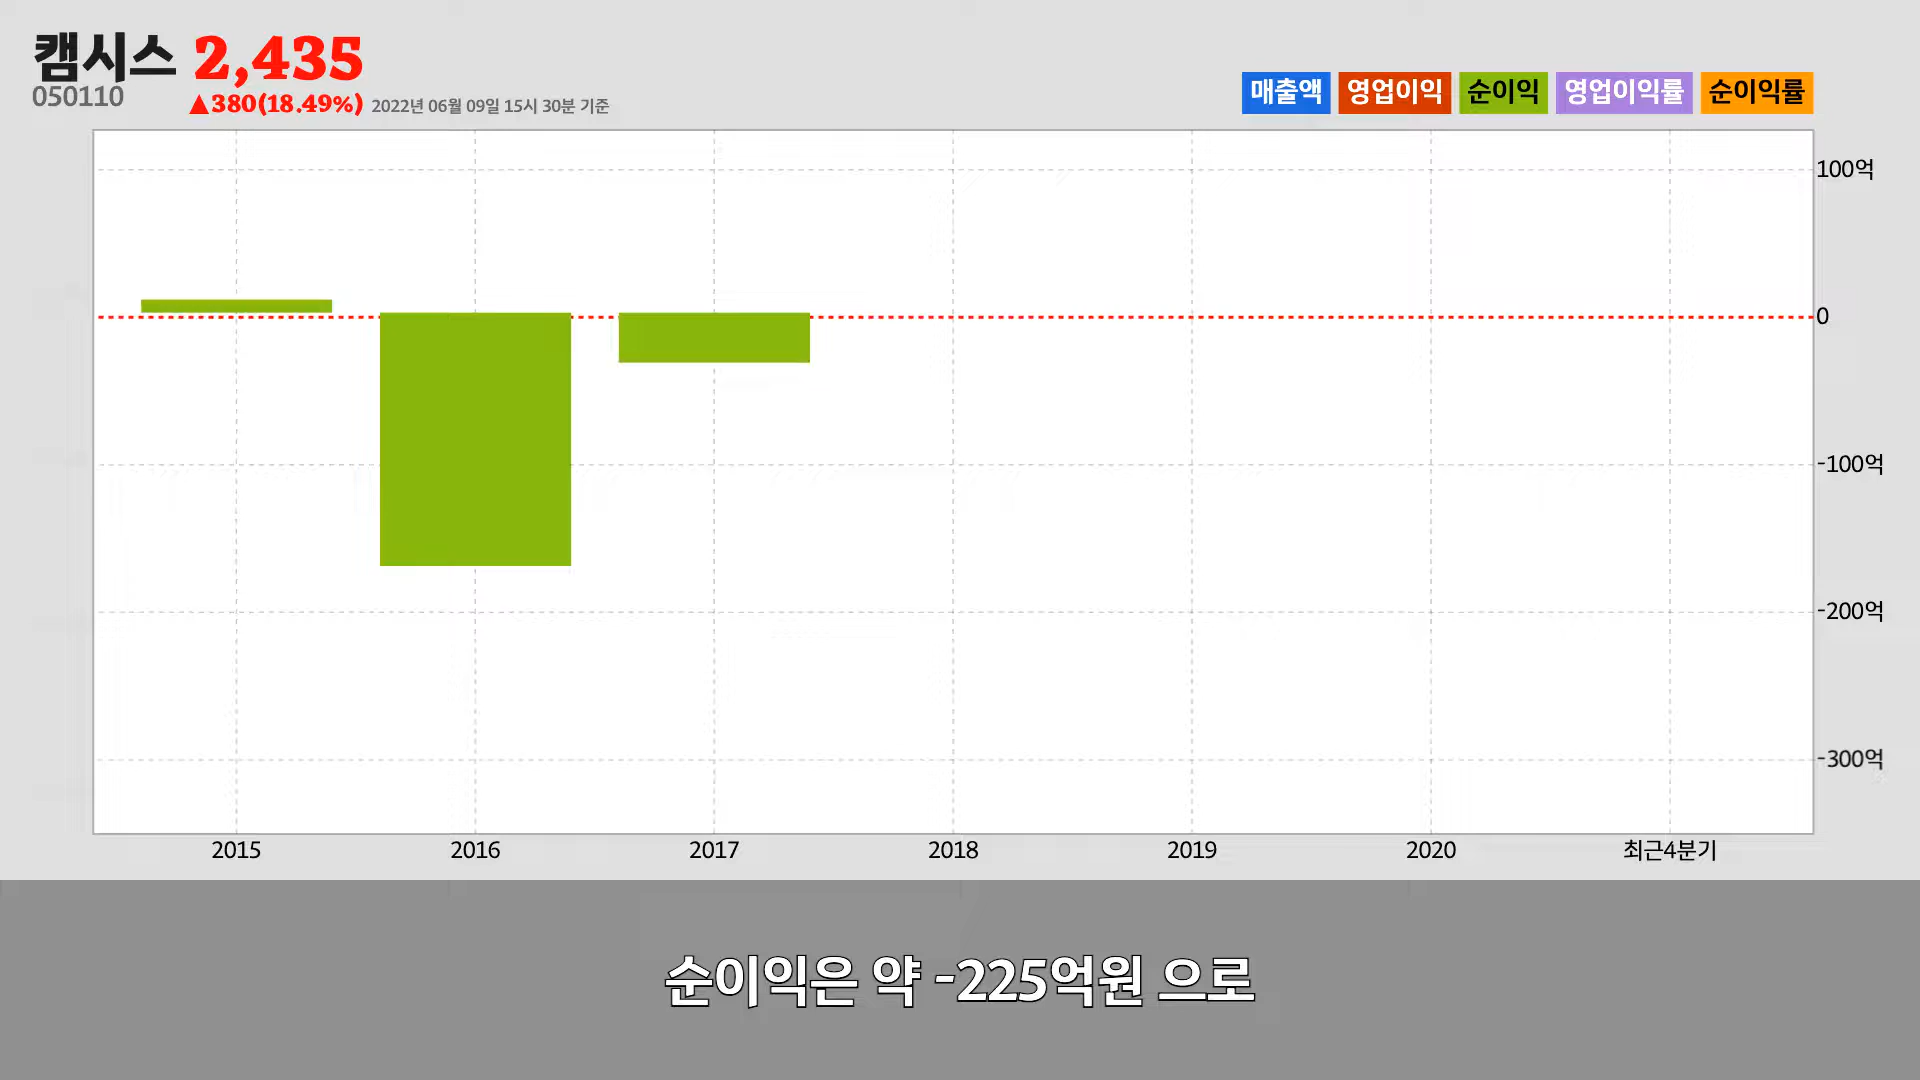 캠시스 2,435
050110 ▲380(18.49%) 2022년 06월 09일 15시 30분 기준
매출액 영업이익 순이익 영업이익률 순이익률
100억
0
-100억
-200억
-300억
2015 2016 2017 2018 2019 2020 최근4분기
순이익은 약 -225억원 으로